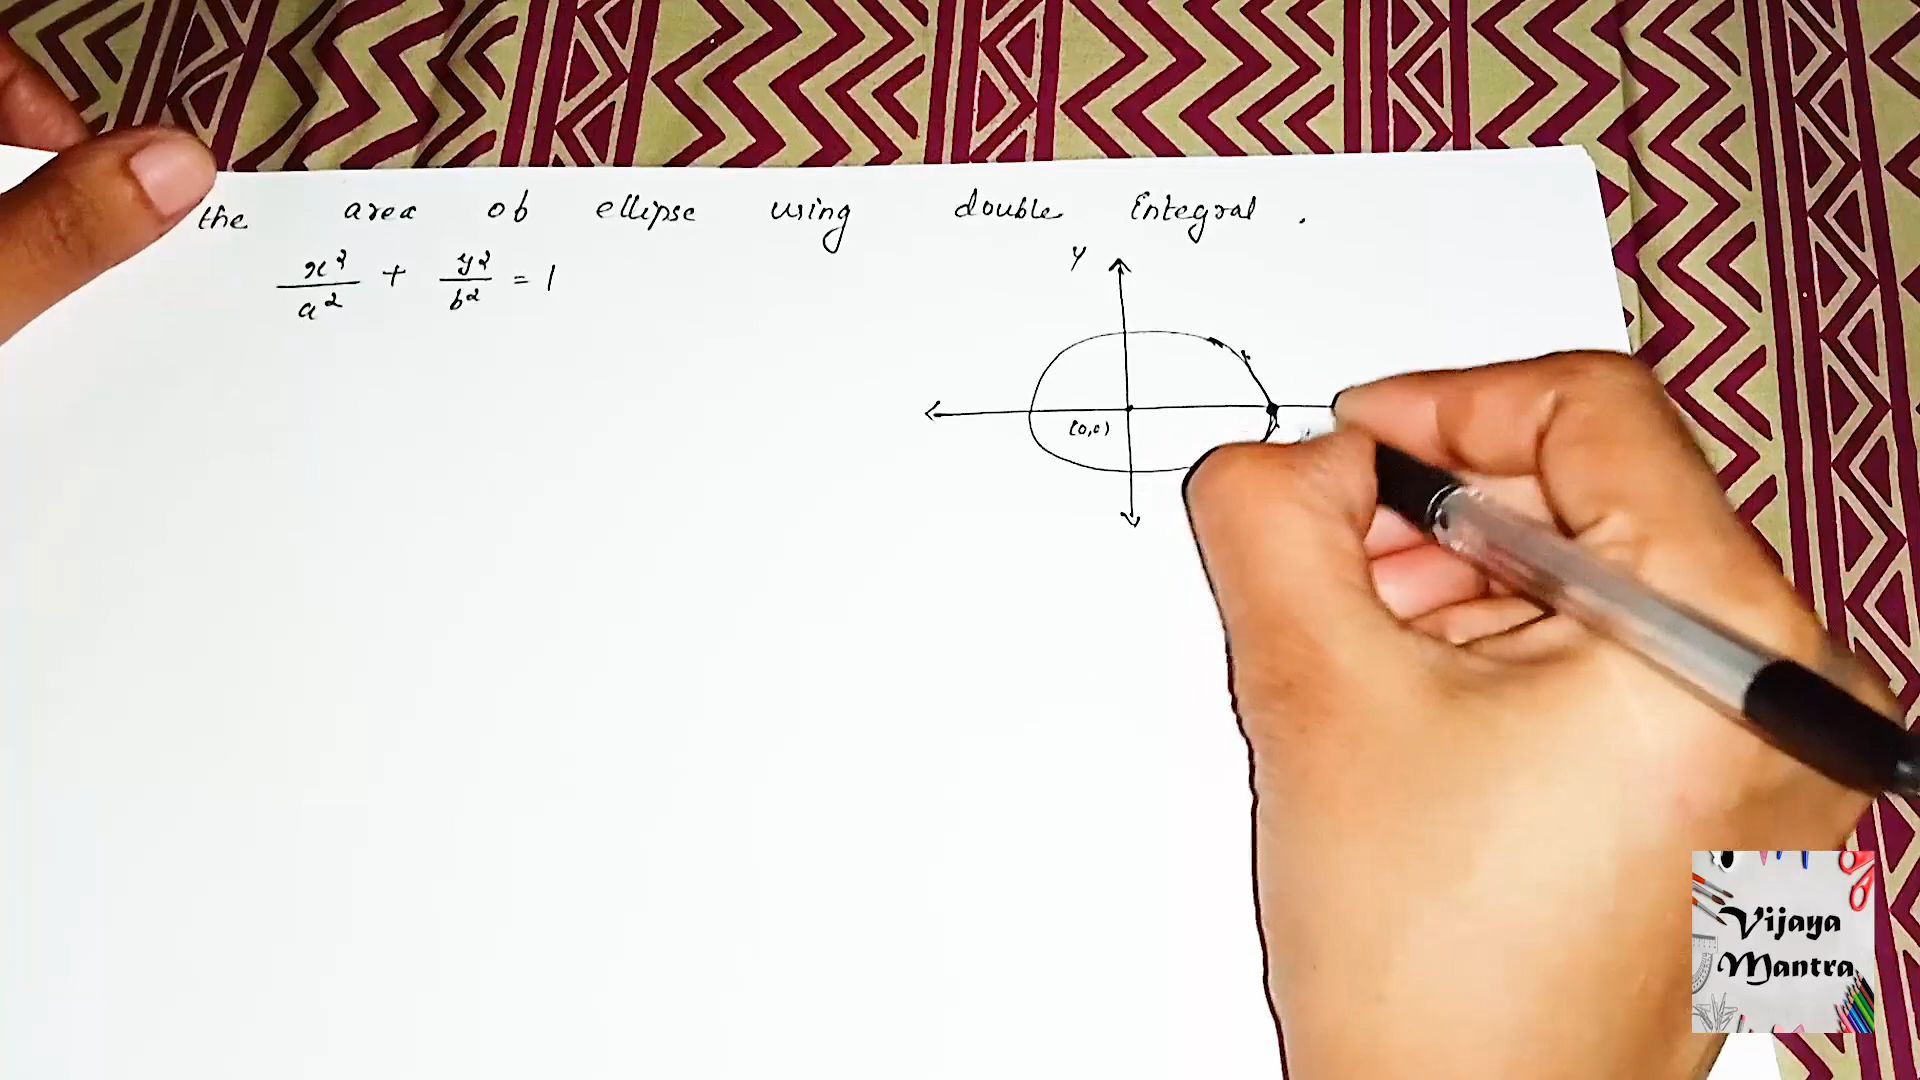 the area of ellipse using double Integral .
x²/a² + y²/b² = 1
Y
(0,0)
Vijaya
Mantra